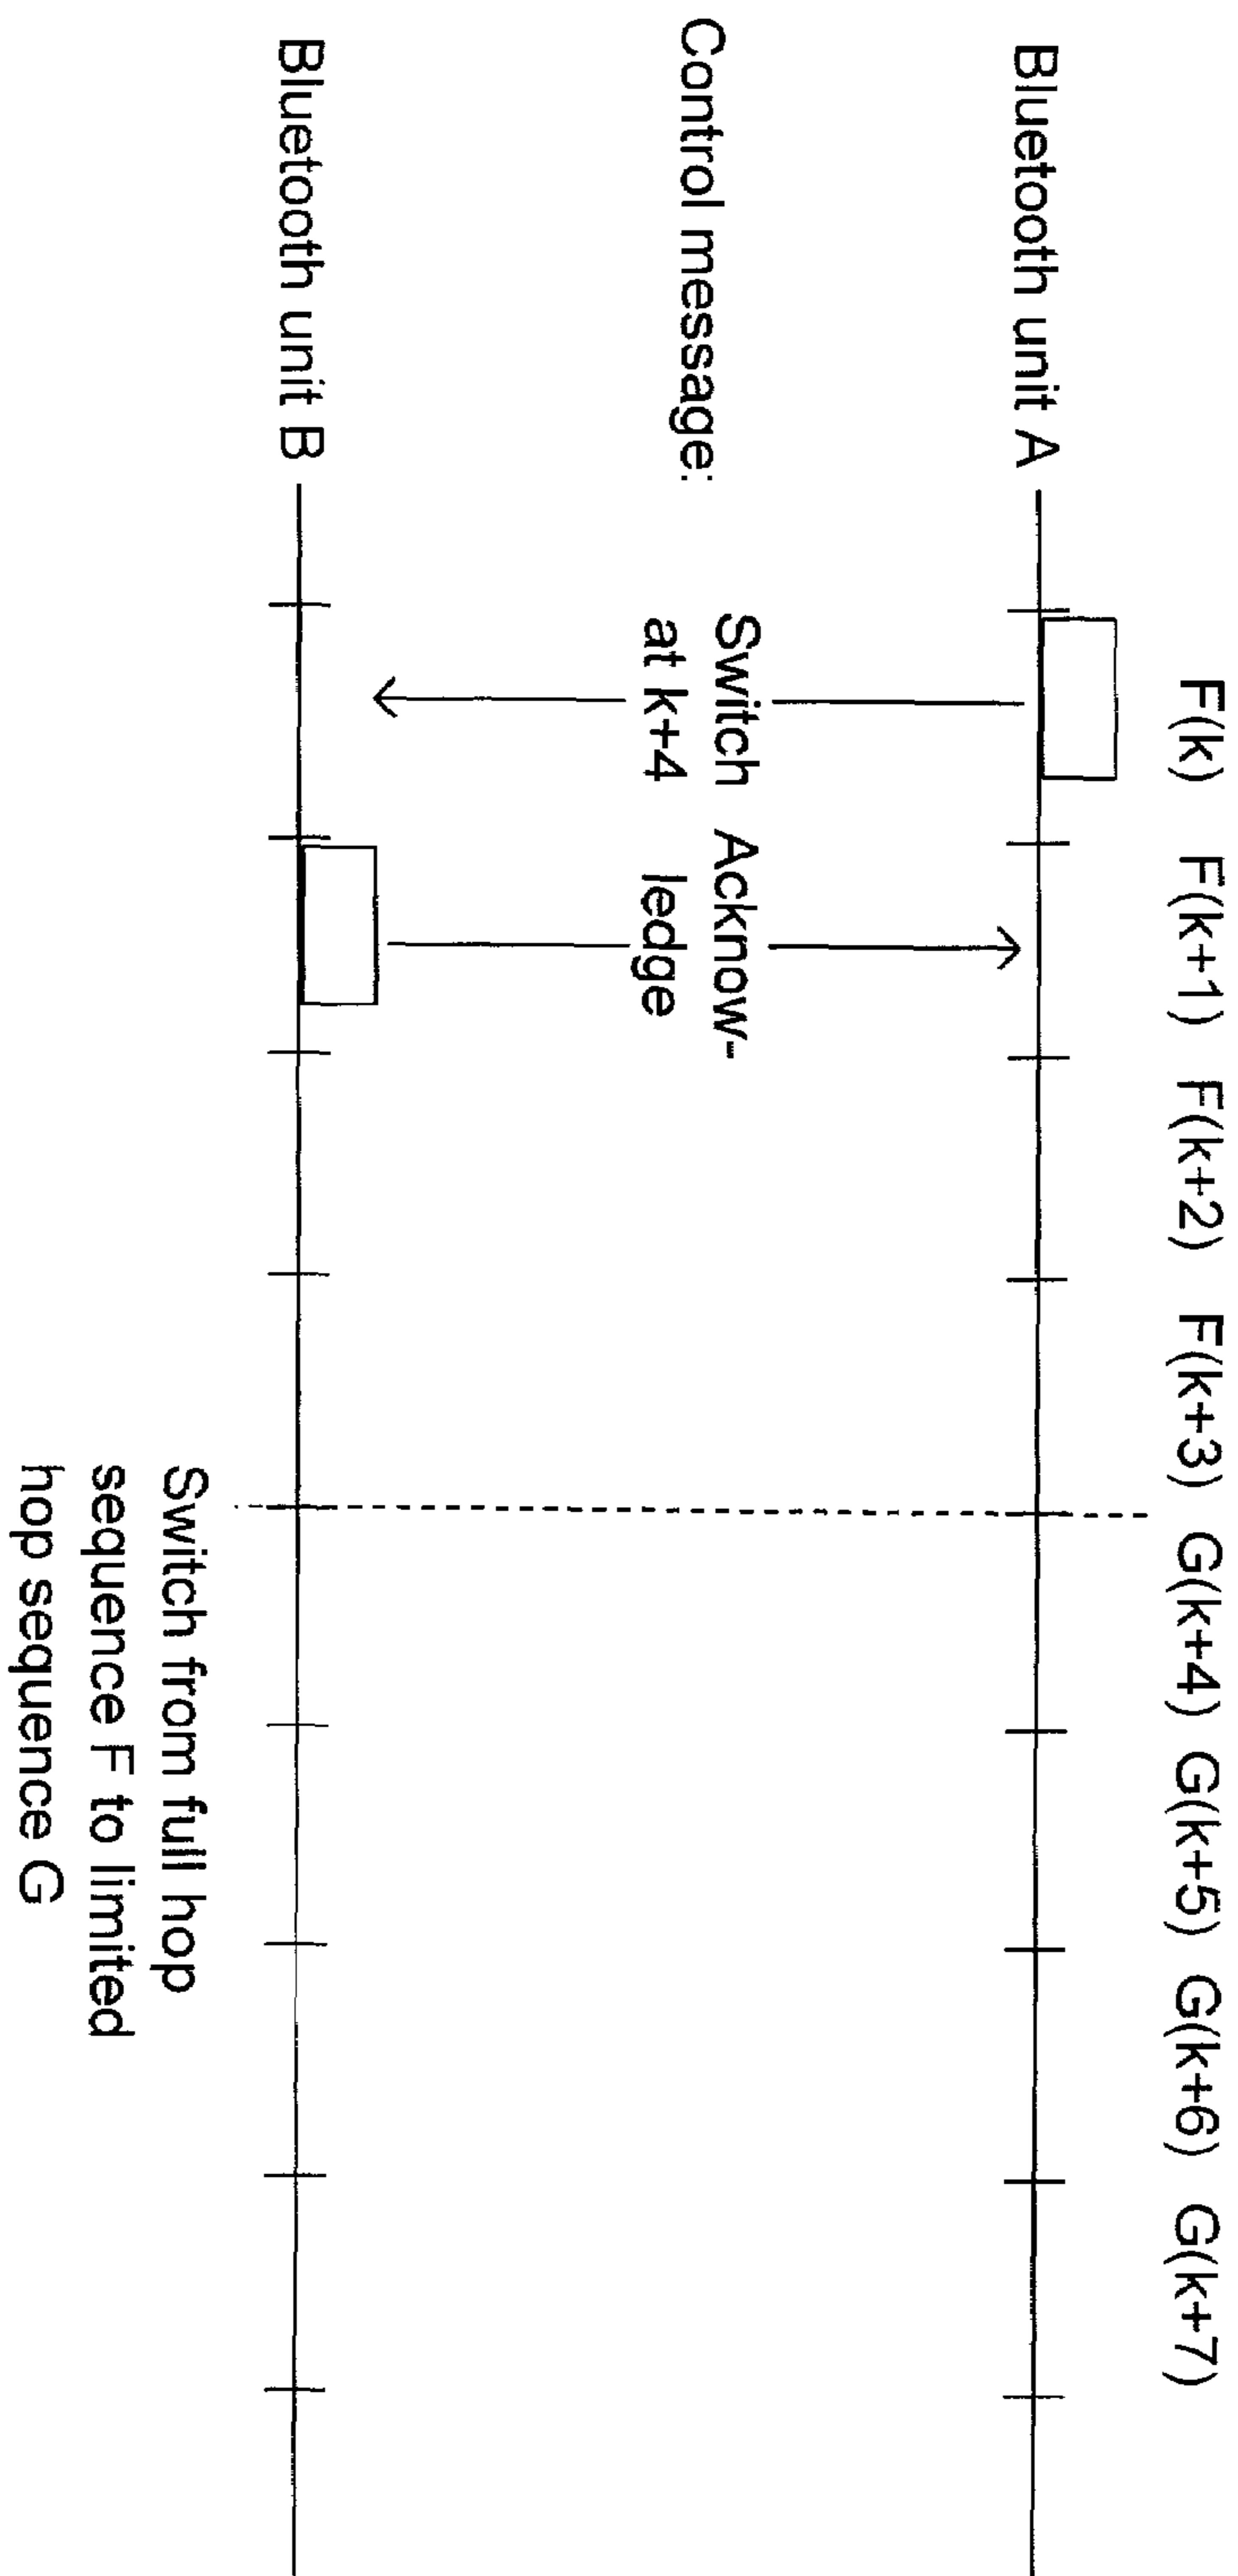 F(k) F(k+1) F(k+2) F(k+3) G(k+4) G(k+5) G(k+6) G(k+7)
Bluetooth unit A
Control message:
Switch
at k+4
Acknow-
ledge
Bluetooth unit B
Switch from full hop
sequence F to limited
hop sequence G